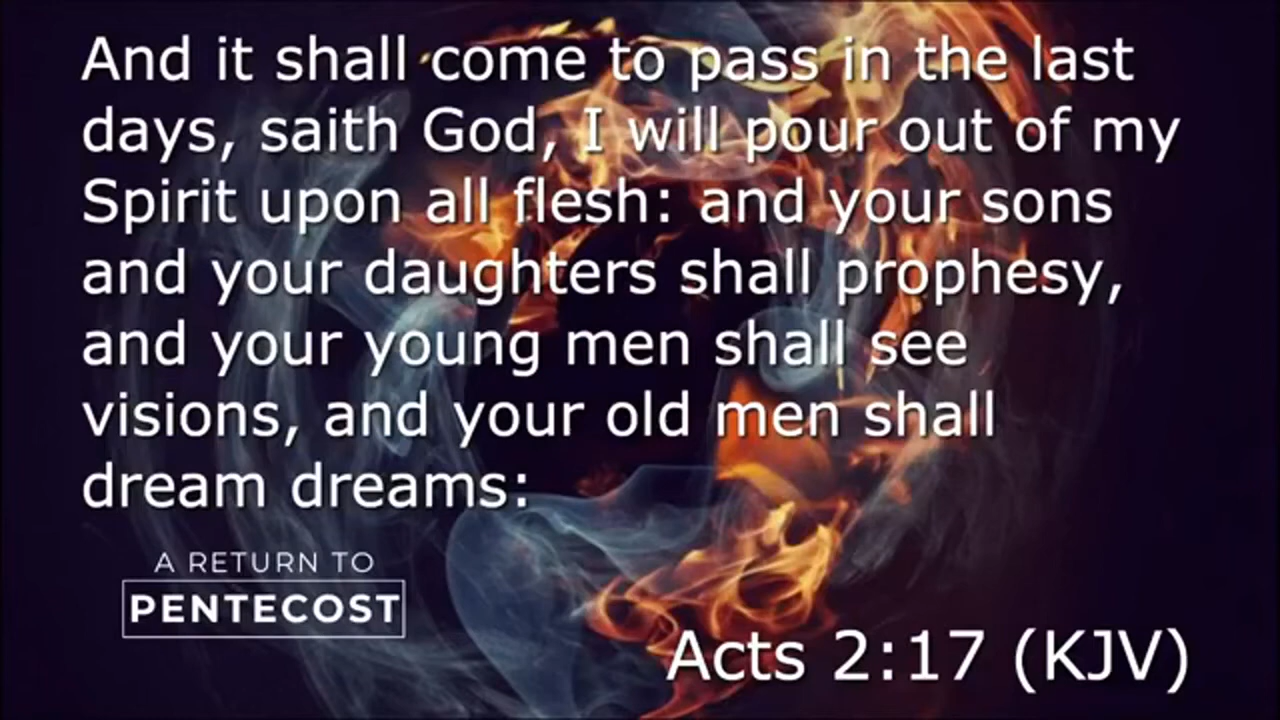 And it shall come to pass in the last
days, saith God, I will pour out of my
Spirit upon all flesh: and your sons
and your daughters shall prophesy,
and your young men shall see
visions, and your old men shall
dream dreams:
A RETURN TO
PENTECOST
Acts 2:17 (KJV)